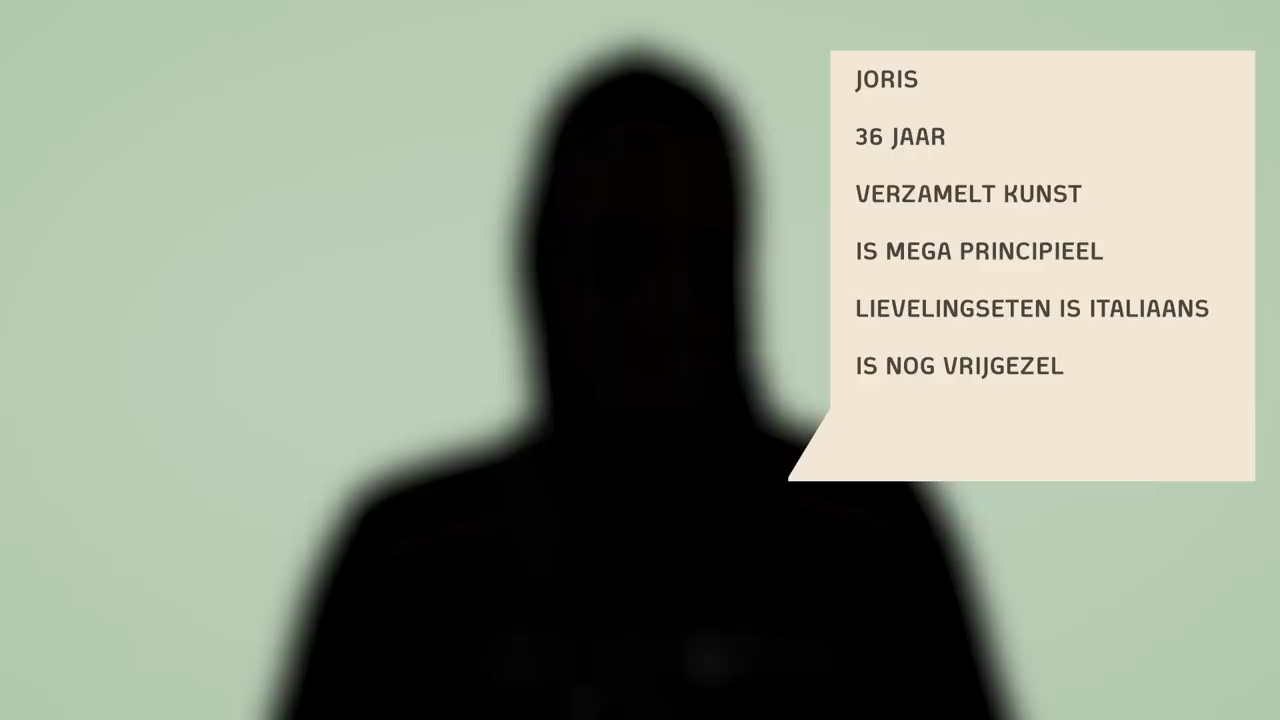 JORIS
36 JAAR
VERZAMELT KUNST
IS MEGA PRINCIPIEEL
LIEVELINGSETEN IS ITALIAANS
IS NOG VRIJGEZEL